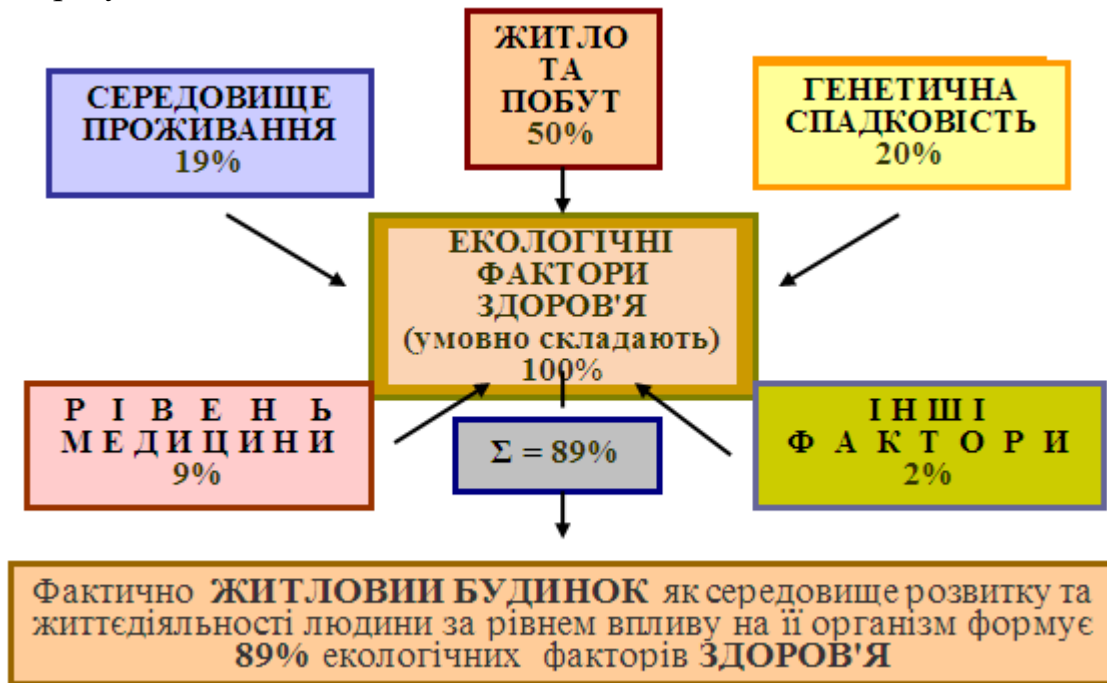 ЖИТЛО
ТА
ПОБУТ
50%
СЕРЕДОВИЩЕ
ПРОЖИВАННЯ
19%
ГЕНЕТИЧНА
СПАДКОВІСТЬ
20%
ЕКОЛОГІЧНІ
ФАКТОРИ
ЗДОРОВ'Я
(умовно складають)
100%
Р І В Е Н Ь
М Е Д И Ц И Н И
9%
Σ = 89%
І Н Ш І
Ф А К Т О Р И
2%
Фактично ЖИТЛОВИИ БУДИНОК як середовище розвитку та
життєдіяльності людини за рівнем впливу на її організм формує
89% екологічних факторів ЗДОРОВ'Я